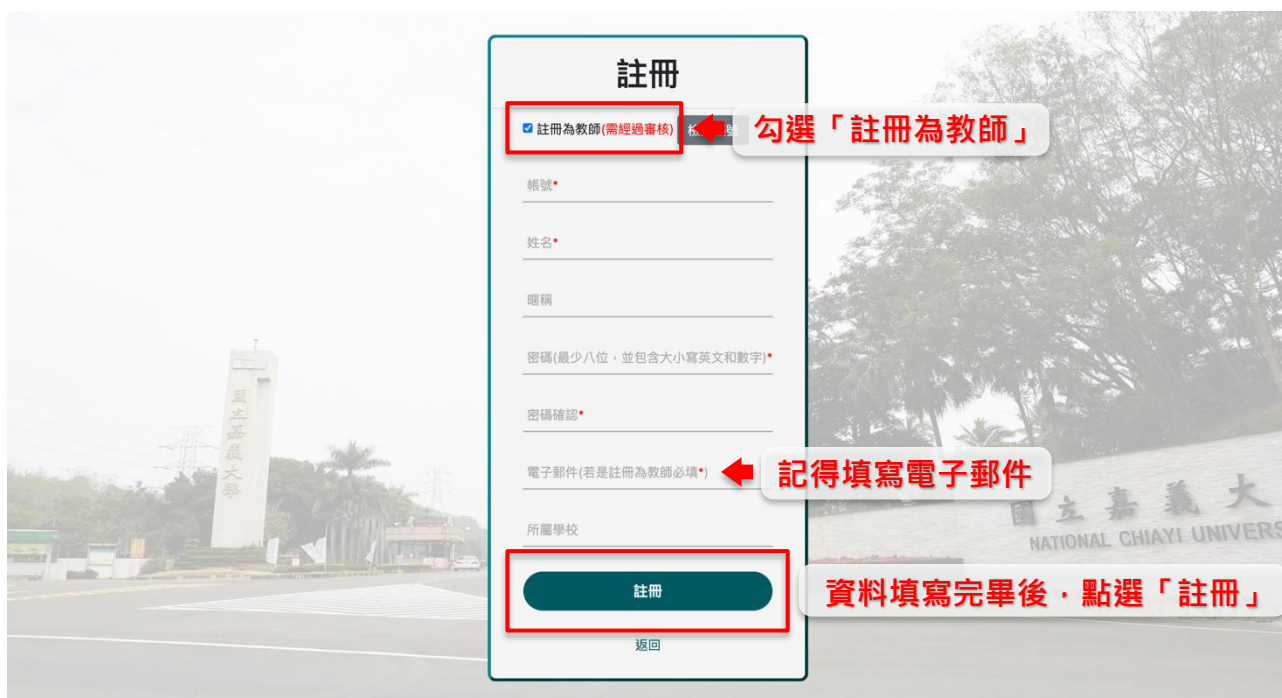 註冊
註冊為教師(需經過審核)
勾選「註冊為教師」
帳號*
姓名*
暱稱
密碼(最少八位，並包含大小寫英文和數字)*
密碼確認*
電子郵件(若是註冊為教師必填*)
記得填寫電子郵件
所屬學校
註冊
資料填寫完畢後，點選「註冊」
返回
國立嘉義大學
國立嘉義大
NATIONAL CHIAYI UNIVERS